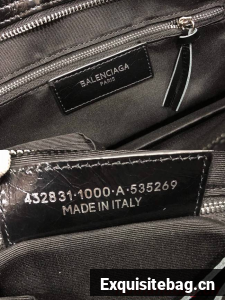 BALENCIAGA
PARIS
432831·1000·A·535269
MADE IN ITALY
Exquisitebag.cn